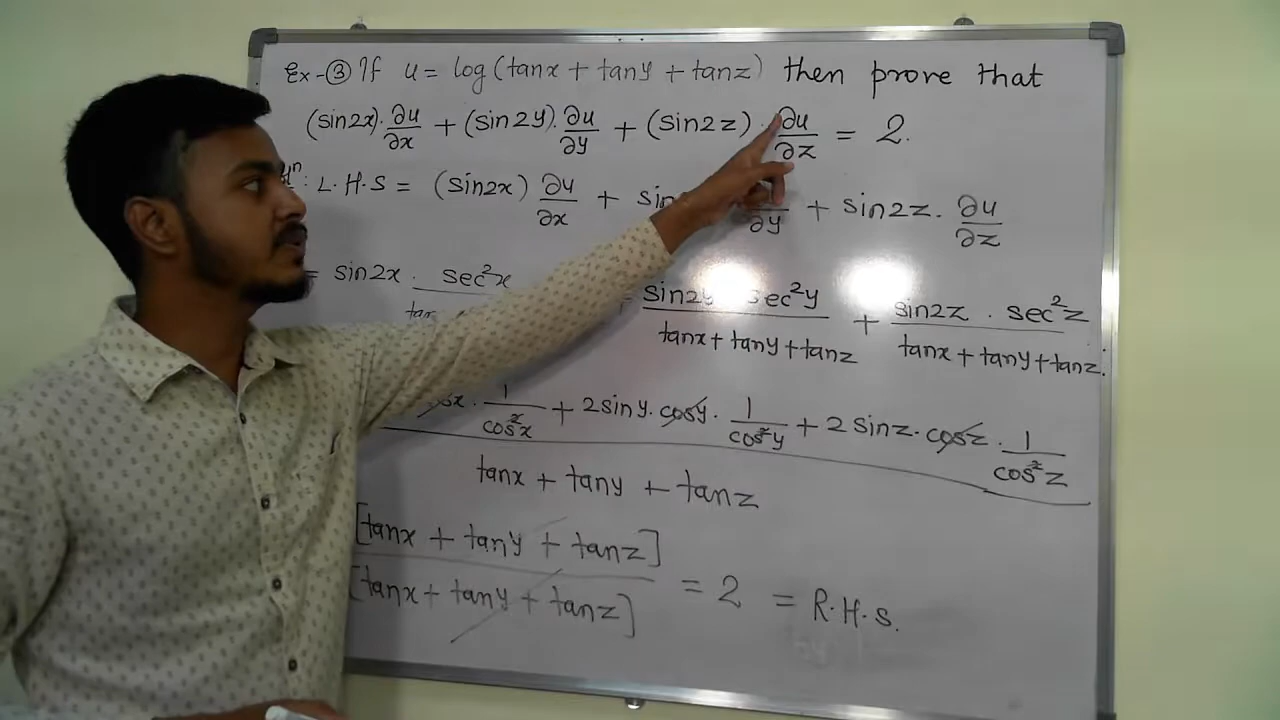 Ex-③ If u = log(tanx + tany + tanz) then prove that
(sin2x)·∂u/∂x + (sin2y)·∂u/∂y + (sin2z)·∂u/∂z = 2.
L.H.S = (sin2x) ∂u/∂x + ∂y + sin2z. ∂u/∂z
= sin2x · sec²x sin2y sec²y / tanx + tany + tanz + sin2z · sec²z / tanx + tany + tanz.
1/cos²x + 2siny·cosy· 1/cos²y + 2sinz·cosz · 1/cos²z
tanx + tany + tanz
[tanx + tany + tanz] / [tanx + tany + tanz] = 2 = R.H.S.